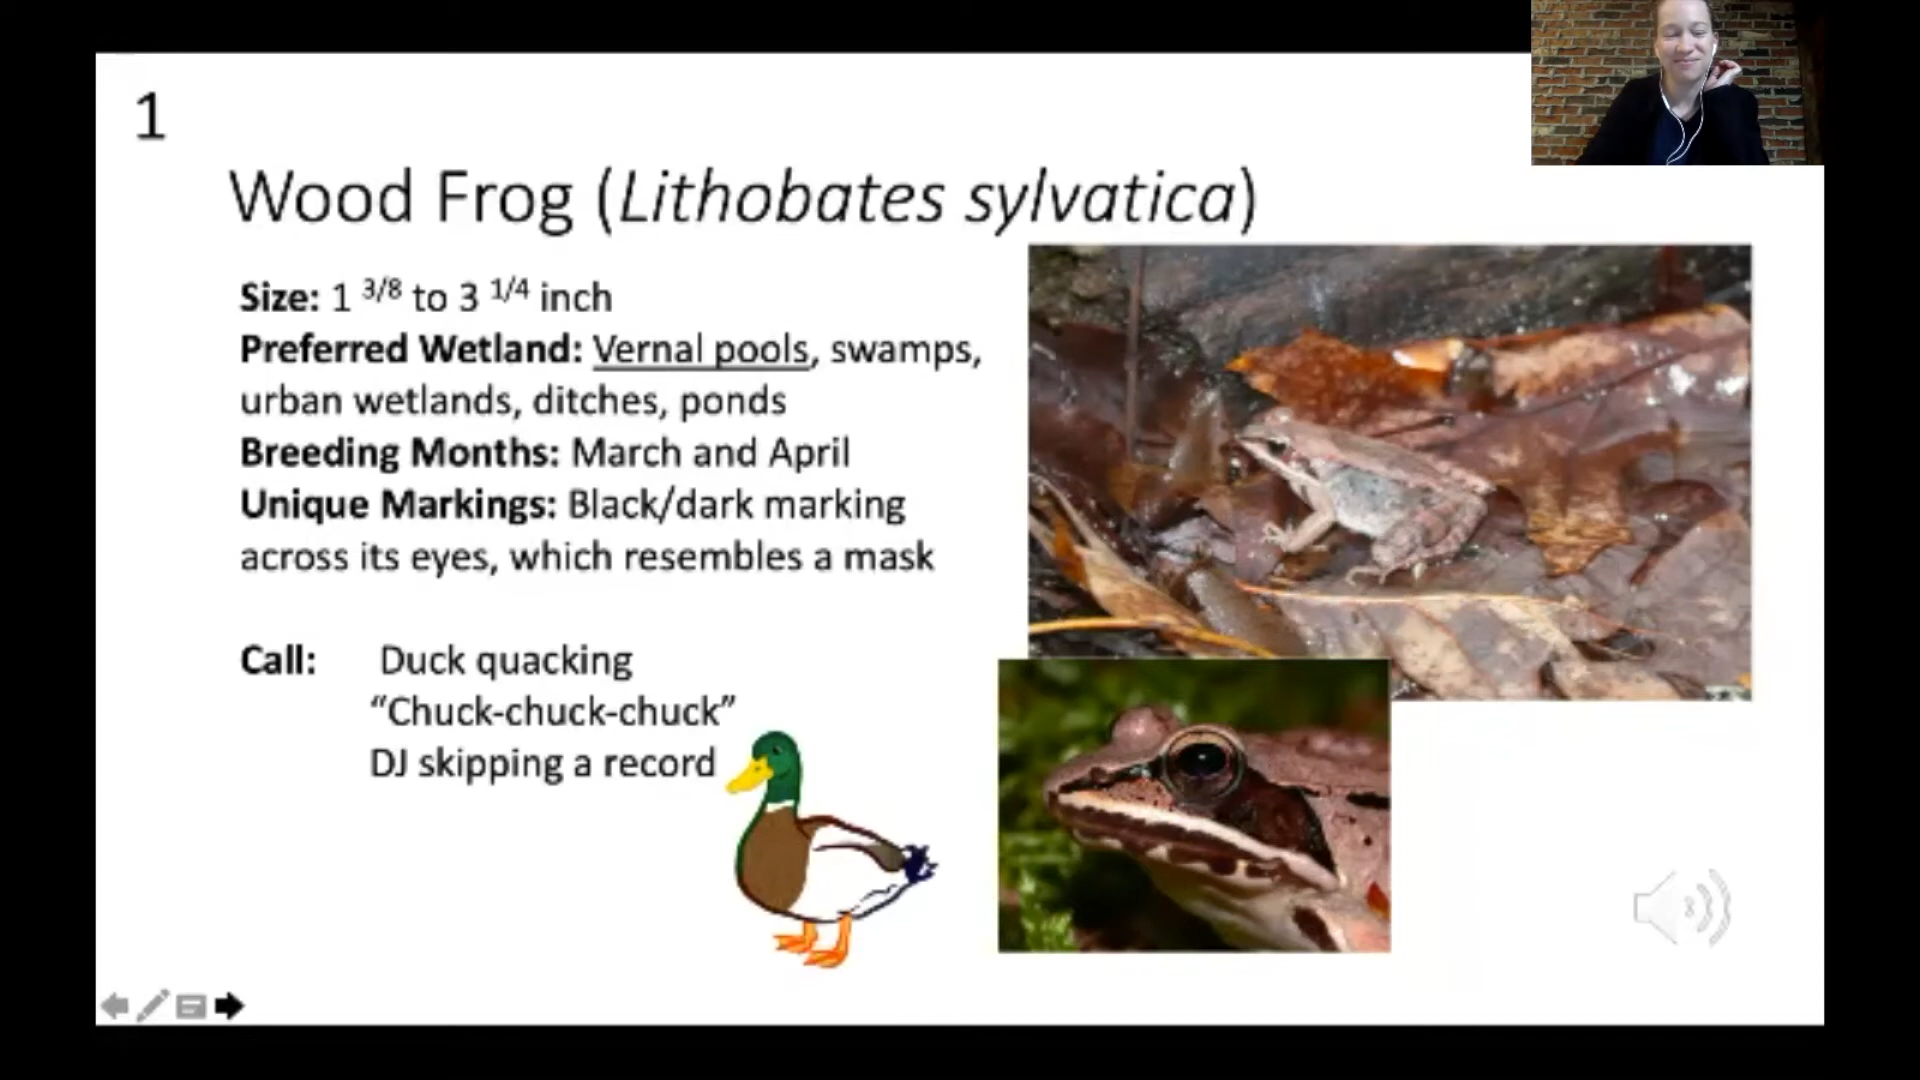 1
Wood Frog (Lithobates sylvatica)
Size: 1 3/8 to 3 1/4 inch
Preferred Wetland: Vernal pools, swamps,
urban wetlands, ditches, ponds
Breeding Months: March and April
Unique Markings: Black/dark marking
across its eyes, which resembles a mask
Call: Duck quacking
“Chuck-chuck-chuck”
DJ skipping a record